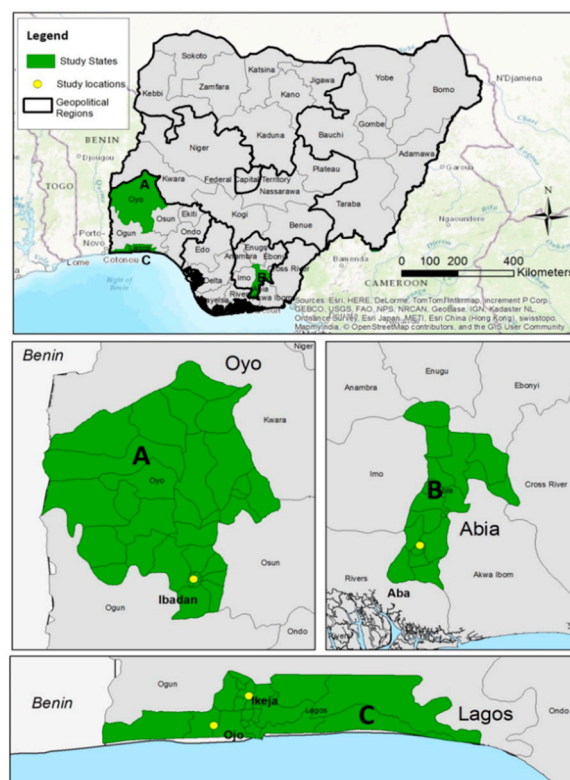 Legend
Study States
Study locations
Geopolitical
Regions
Sokoto
Katsina
Jigawa
Yobe
Borno
N'Djamena
Kebbi
Zamfara
Kano
Kaduna
Bauchi
Gombe
Adamawa
Garoua
BENIN
Djougou
Niger
Plateau
TOGO
A
Kwara
Federal Capital Territory
Nassarawa
Taraba
Ngaoundere
Oyo
Ekiti
Kogi
Benue
Osun
Ogun
Ondo
Porto-
Novo
Edo
Enugu
Anambra
Ebonyi
Cross River
Bamenda
N
Lome
Cotonou
C
Bight of
Benin
Delta
Imo
B
Akwa Ibom
CAMEROON
0 100 200 400
Kilometers
Sources: Esri, HERE, DeLorme, TomTom, Intermap, increment P Corp.,
GEBCO, USGS, FAO, NPS, NRCAN, GeoBase, IGN, Kadaster NL,
Ordnance Survey, Esri Japan, METI, Esri China (Hong Kong), swisstopo,
MapmyIndia, © OpenStreetMap contributors, and the GIS User Community
Benin
Oyo
Niger
Kwara
A
Oyo
Osun
Ibadan
Ogun
Ondo
Enugu
Anambra
Ebonyi
Imo
B
Cross River
Abia
Akwa Ibom
Rivers
Aba
Rivers
Benin
Ogun
Ikeja
Lagos
C
Lagos
Ondo
Ojo